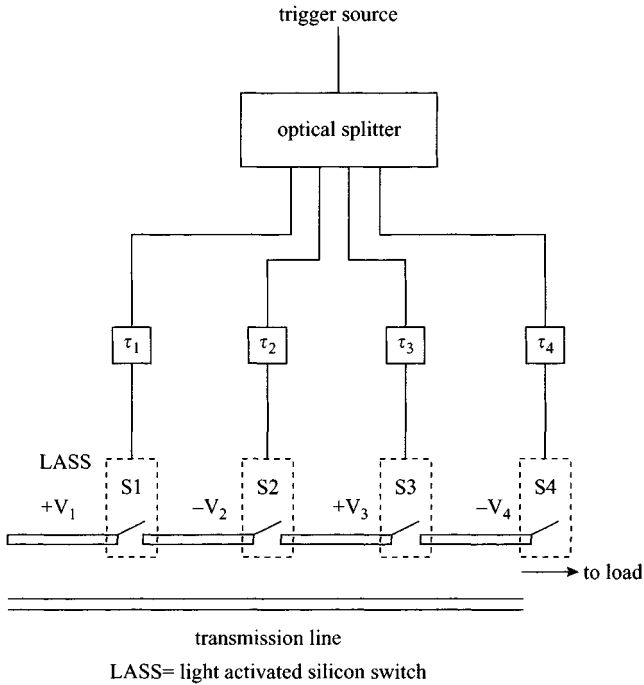 trigger source
optical splitter
τ1 τ2 τ3 τ4
LASS
S1 S2 S3 S4
+V1 –V2 +V3 –V4
to load
transmission line
LASS= light activated silicon switch